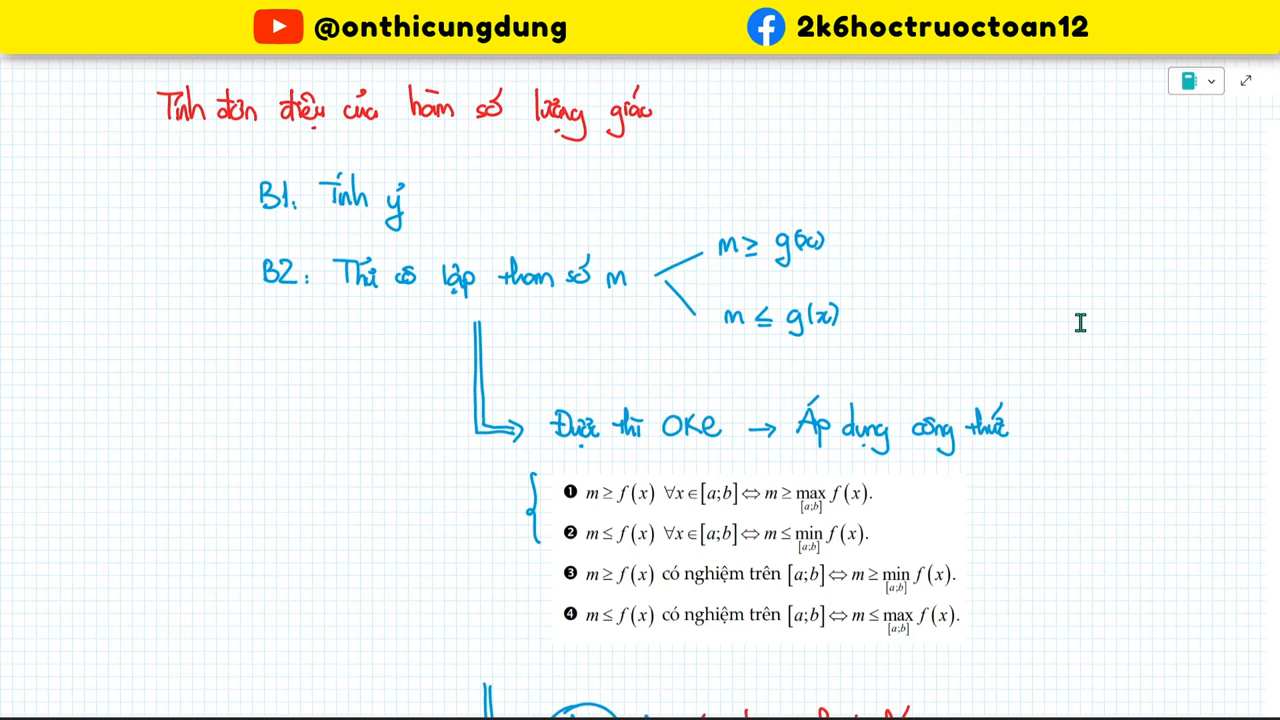 @onthicungdung 2k6hoctruoctoan12
Tính đơn điệu của hàm số lượng giác
B1: Tính y'
B2: Thử cô lập tham số m
m ≥ g(x)
m ≤ g(x)
Được thì OKE → Áp dụng công thức
❶ m ≥ f(x) ∀x∈[a;b] ⇔ m ≥ max f(x).
[a;b]
❷ m ≤ f(x) ∀x∈[a;b] ⇔ m ≤ min f(x).
[a;b]
❸ m ≥ f(x) có nghiệm trên [a;b] ⇔ m ≥ min f(x).
[a;b]
❹ m ≤ f(x) có nghiệm trên [a;b] ⇔ m ≤ max f(x).
[a;b]